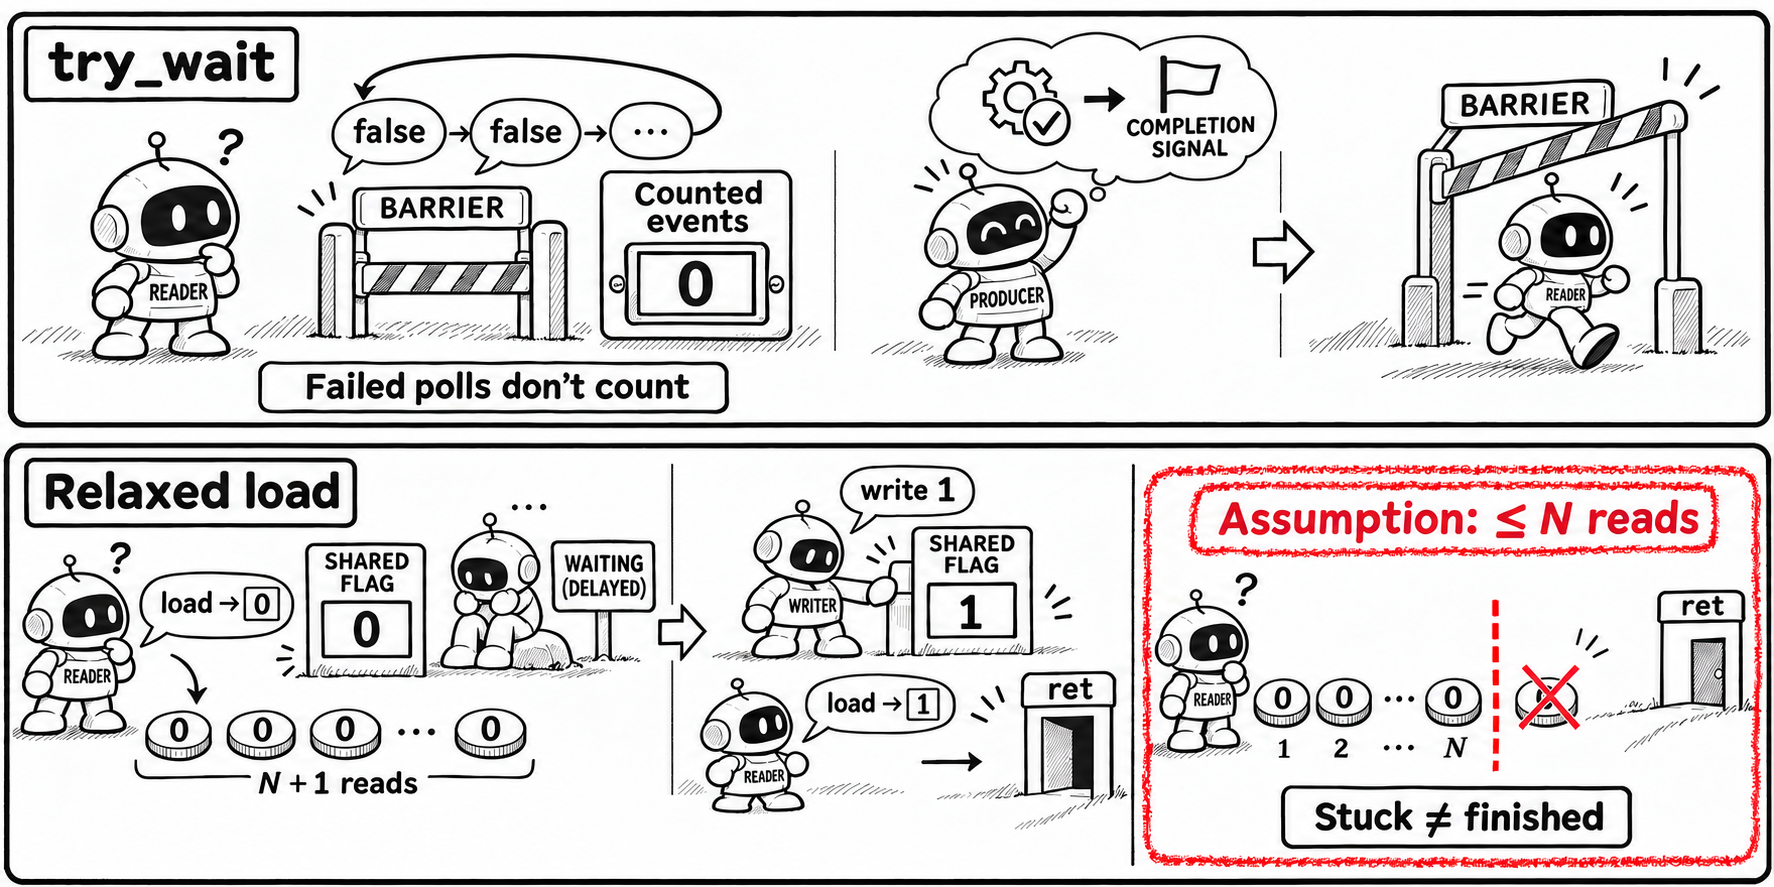 try_wait
?
false → false → ...
BARRIER
READER
Counted
events
0
Failed polls don't count
COMPLETION
SIGNAL
PRODUCER
BARRIER
READER
Relaxed load
?
load → 0
READER
SHARED
FLAG
0
...
WAITING
(DELAYED)
0 0 0 ... 0
N + 1 reads
write 1
WRITER
SHARED
FLAG
1
load → 1
READER
ret
Assumption: ≤ N reads
?
READER
0 0 ... 0
1 2 ... N
ret
Stuck ≠ finished